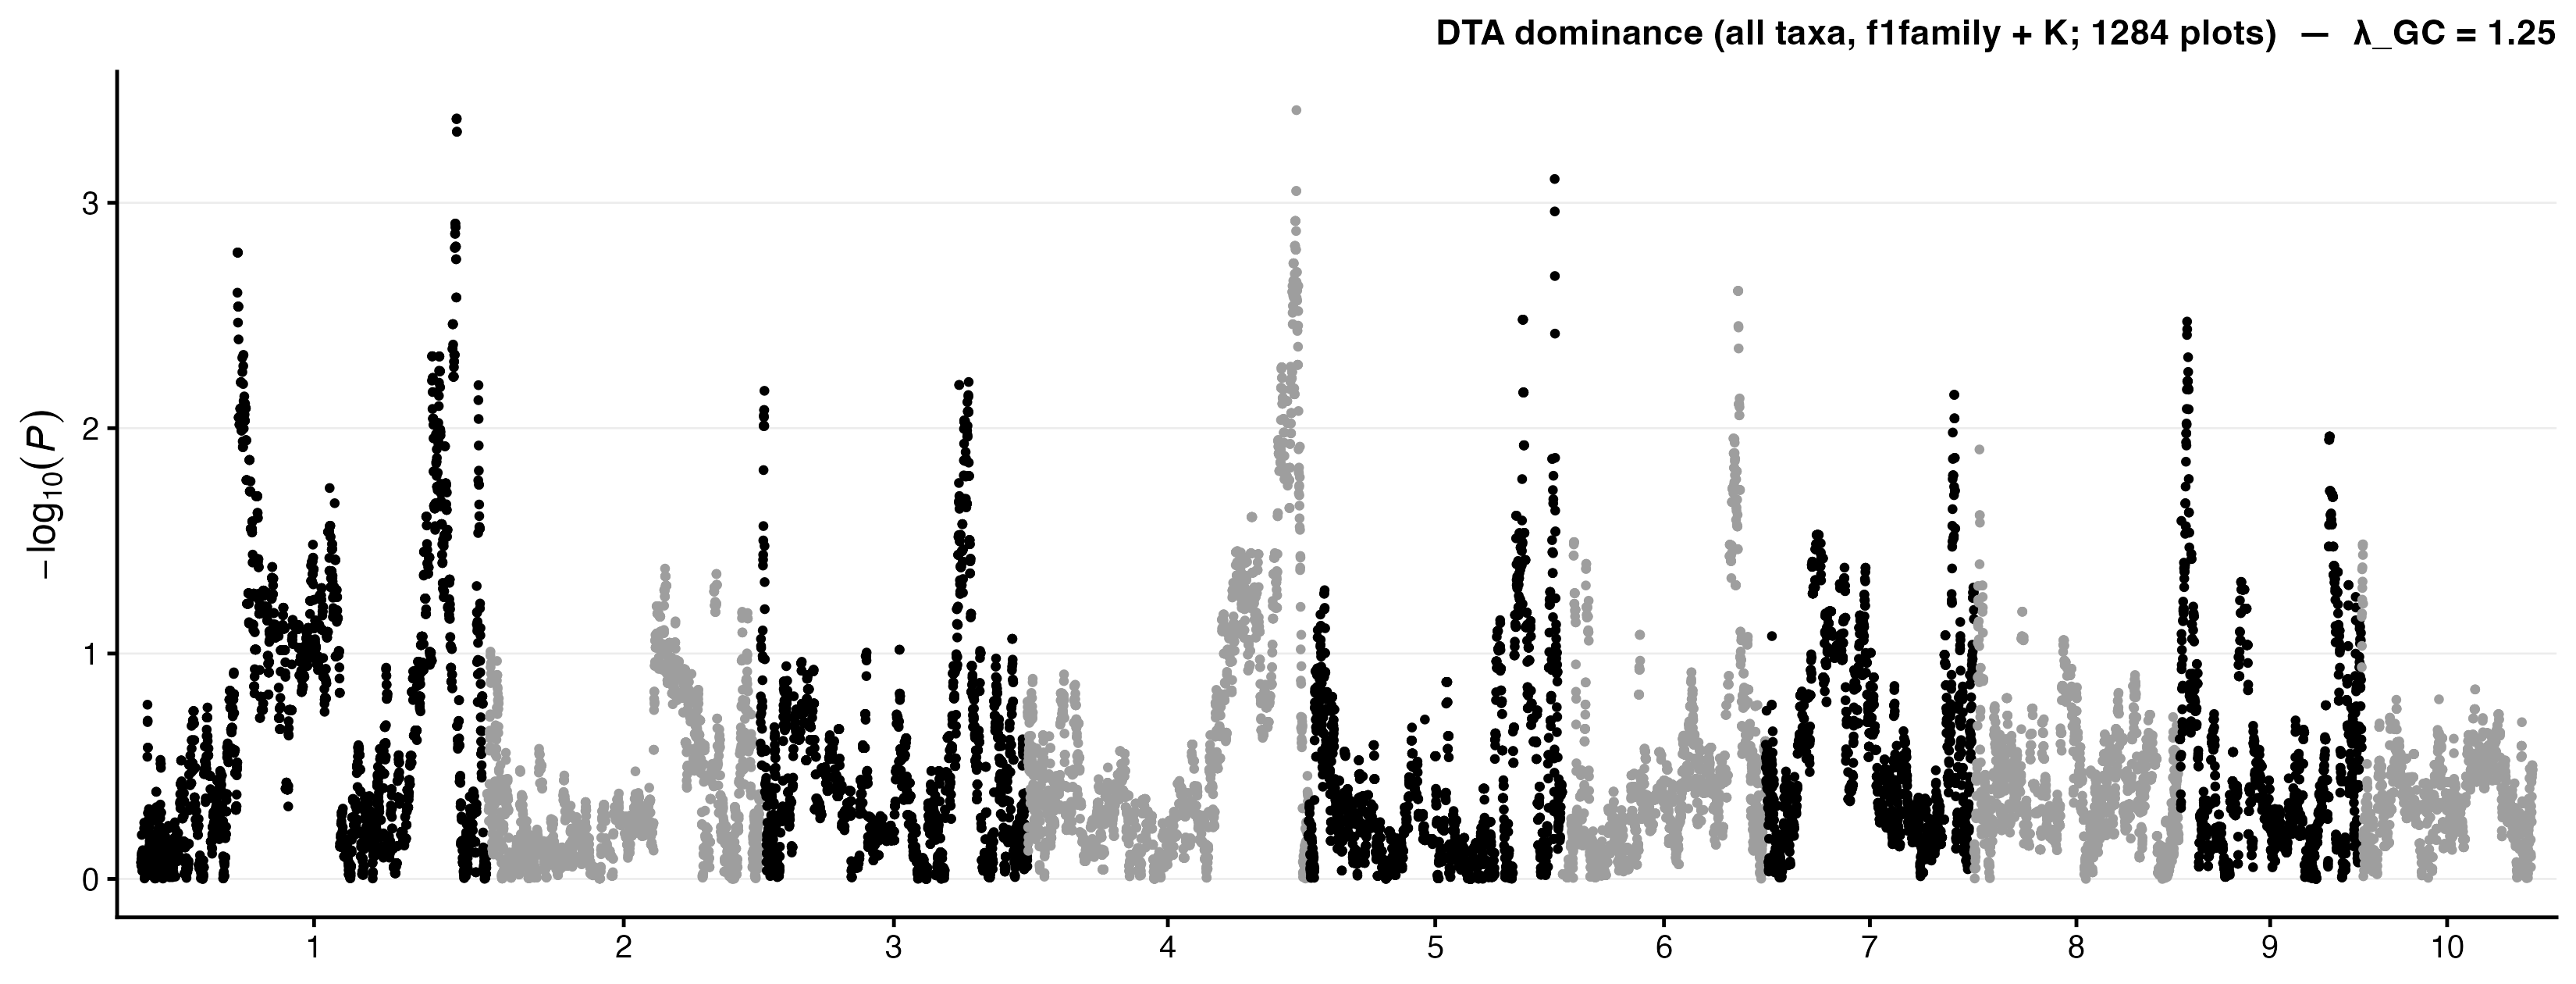 DTA dominance (all taxa, f1family + K; 1284 plots) — λ_GC = 1.25
−log₁₀(P)
3
2
1
0
1 2 3 4 5 6 7 8 9 10